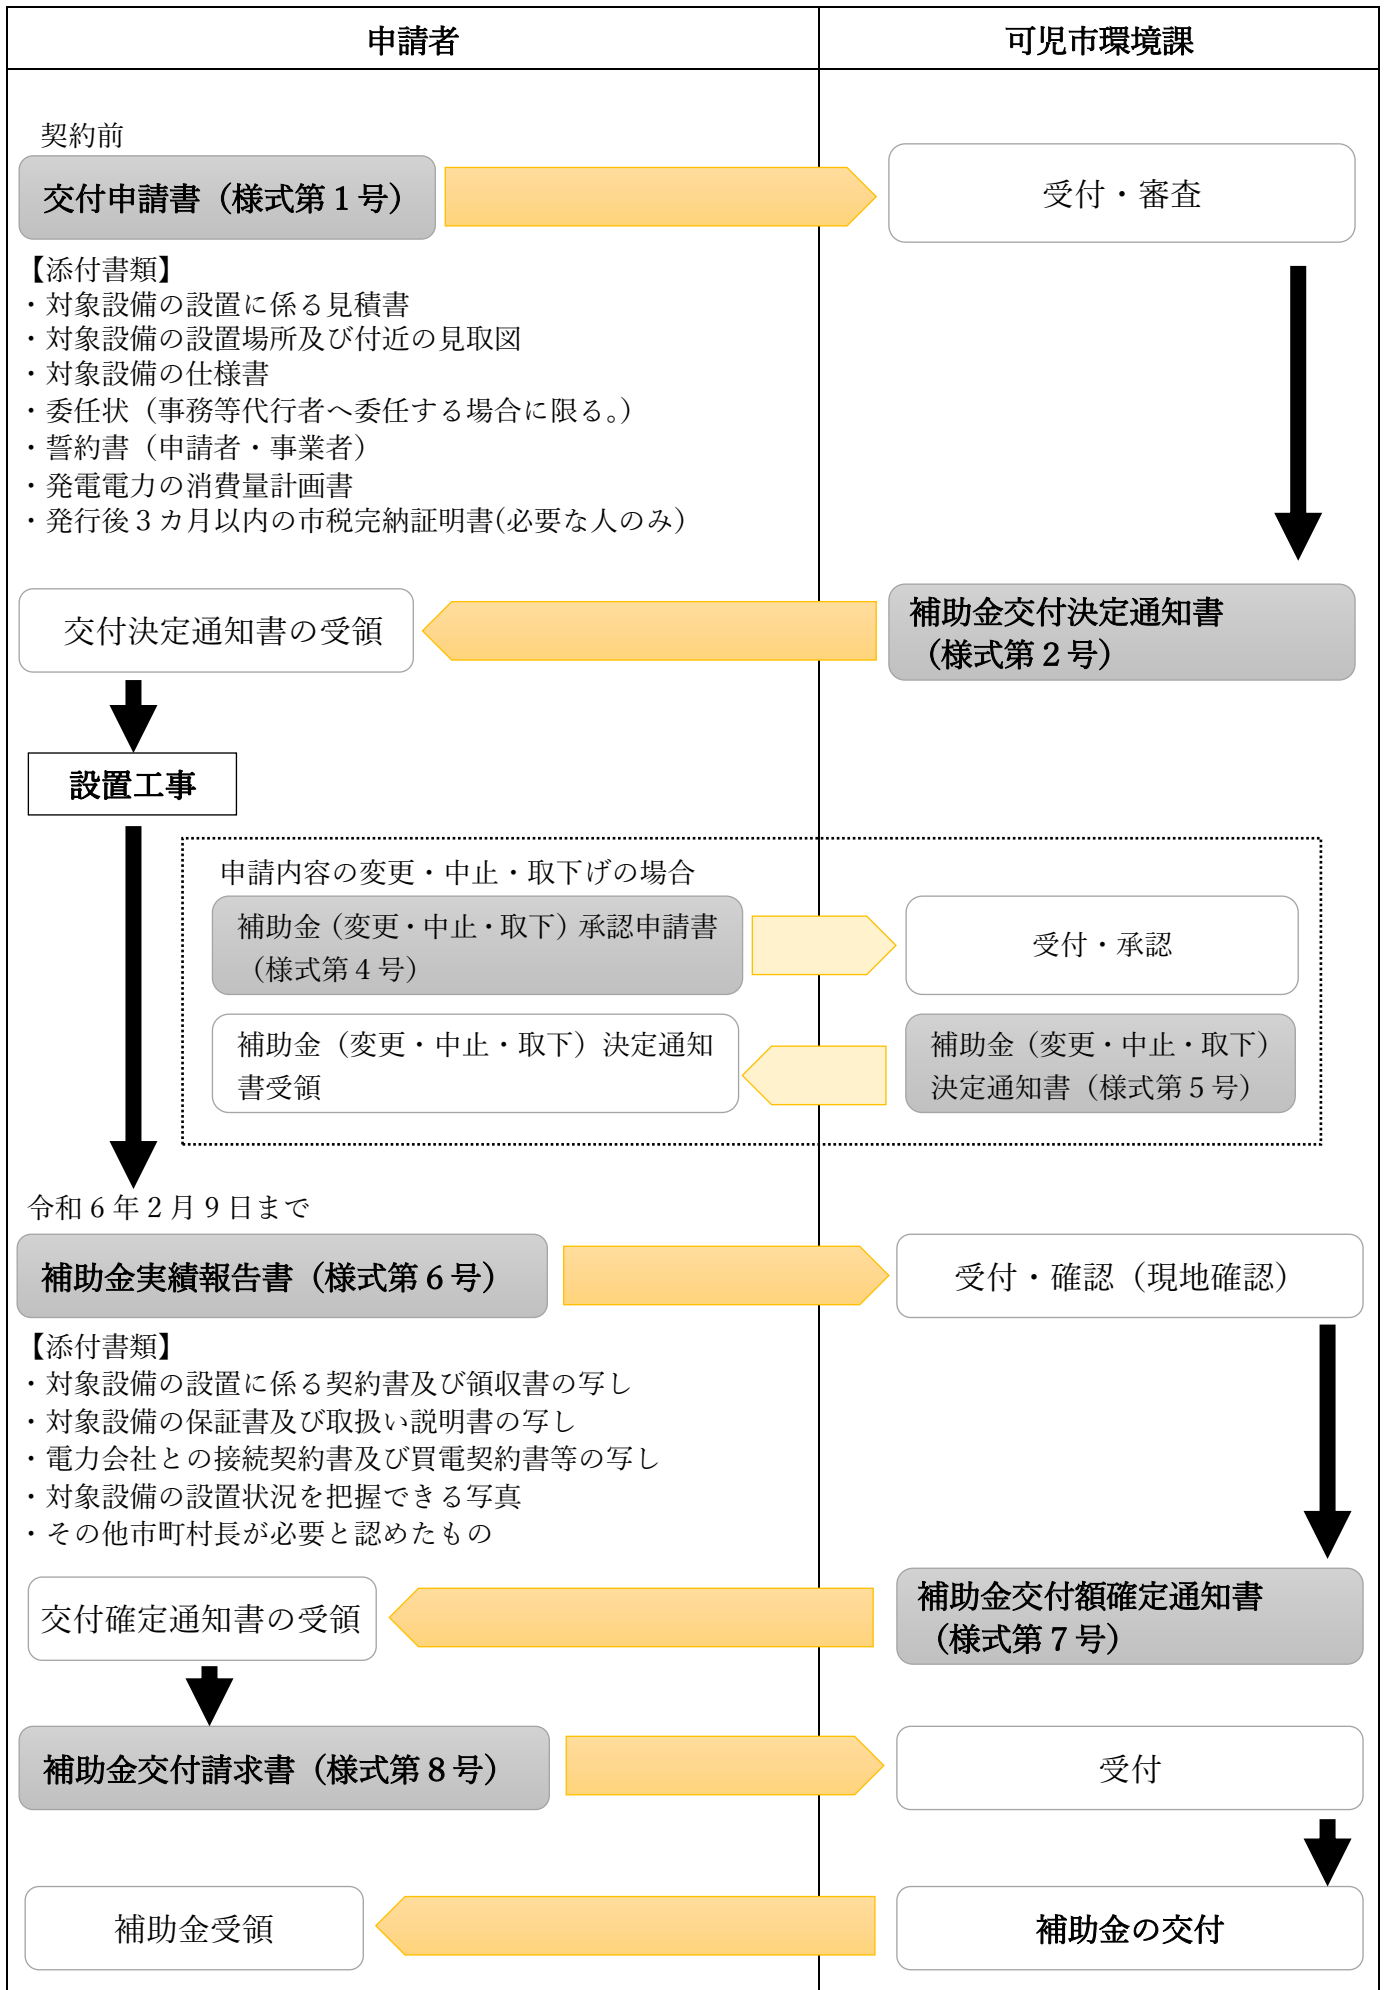 申請者
可児市環境課
契約前
交付申請書（様式第１号）
受付・審査
【添付書類】
・対象設備の設置に係る見積書
・対象設備の設置場所及び付近の見取図
・対象設備の仕様書
・委任状（事務等代行者へ委任する場合に限る。）
・誓約書（申請者・事業者）
・発電電力の消費量計画書
・発行後３カ月以内の市税完納証明書(必要な人のみ）
交付決定通知書の受領
補助金交付決定通知書
（様式第２号）
設置工事
申請内容の変更・中止・取下げの場合
補助金（変更・中止・取下）承認申請書
（様式第４号）
受付・承認
補助金（変更・中止・取下）決定通知
書受領
補助金（変更・中止・取下）
決定通知書（様式第５号）
令和６年２月９日まで
補助金実績報告書（様式第６号）
受付・確認（現地確認）
【添付書類】
・対象設備の設置に係る契約書及び領収書の写し
・対象設備の保証書及び取扱い説明書の写し
・電力会社との接続契約書及び買電契約書等の写し
・対象設備の設置状況を把握できる写真
・その他市町村長が必要と認めたもの
交付確定通知書の受領
補助金交付額確定通知書
（様式第７号）
補助金交付請求書（様式第８号）
受付
補助金受領
補助金の交付